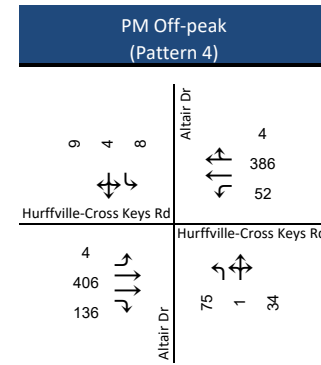 PM Off-peak
(Pattern 4)
Altair Dr
9 4 8
4
386
52
Hurffville-Cross Keys Rd
Hurffville-Cross Keys Rd
4
406
136
75 1 34
Altair Dr